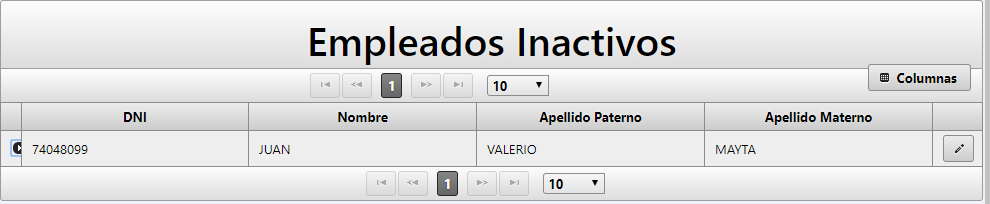 Empleados Inactivos
1 10 Columnas
DNI Nombre Apellido Paterno Apellido Materno
74048099 JUAN VALERIO MAYTA
1 10